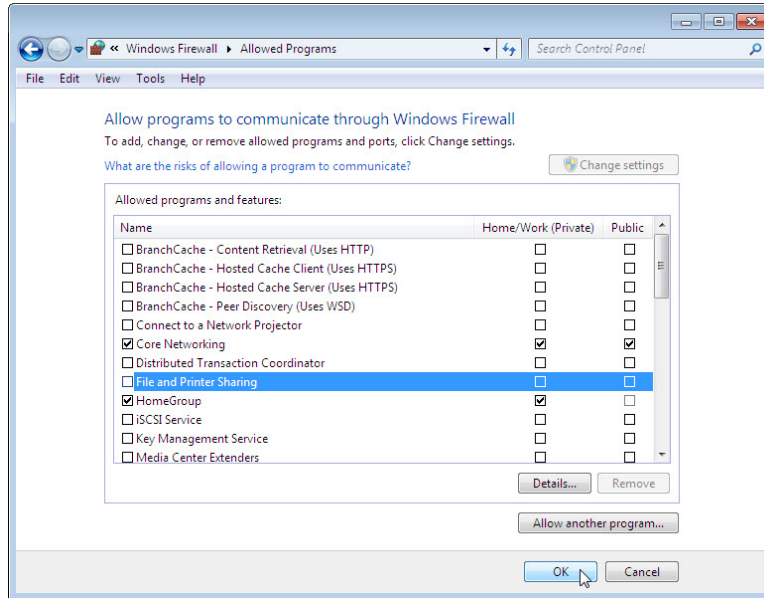 « Windows Firewall ▸ Allowed Programs Search Control Panel
File Edit View Tools Help
Allow programs to communicate through Windows Firewall
To add, change, or remove allowed programs and ports, click Change settings.
What are the risks of allowing a program to communicate? Change settings
Allowed programs and features:
Name Home/Work (Private) Public
BranchCache - Content Retrieval (Uses HTTP)
BranchCache - Hosted Cache Client (Uses HTTPS)
BranchCache - Hosted Cache Server (Uses HTTPS)
BranchCache - Peer Discovery (Uses WSD)
Connect to a Network Projector
Core Networking
Distributed Transaction Coordinator
File and Printer Sharing
HomeGroup
iSCSI Service
Key Management Service
Media Center Extenders
Details... Remove
Allow another program...
OK Cancel